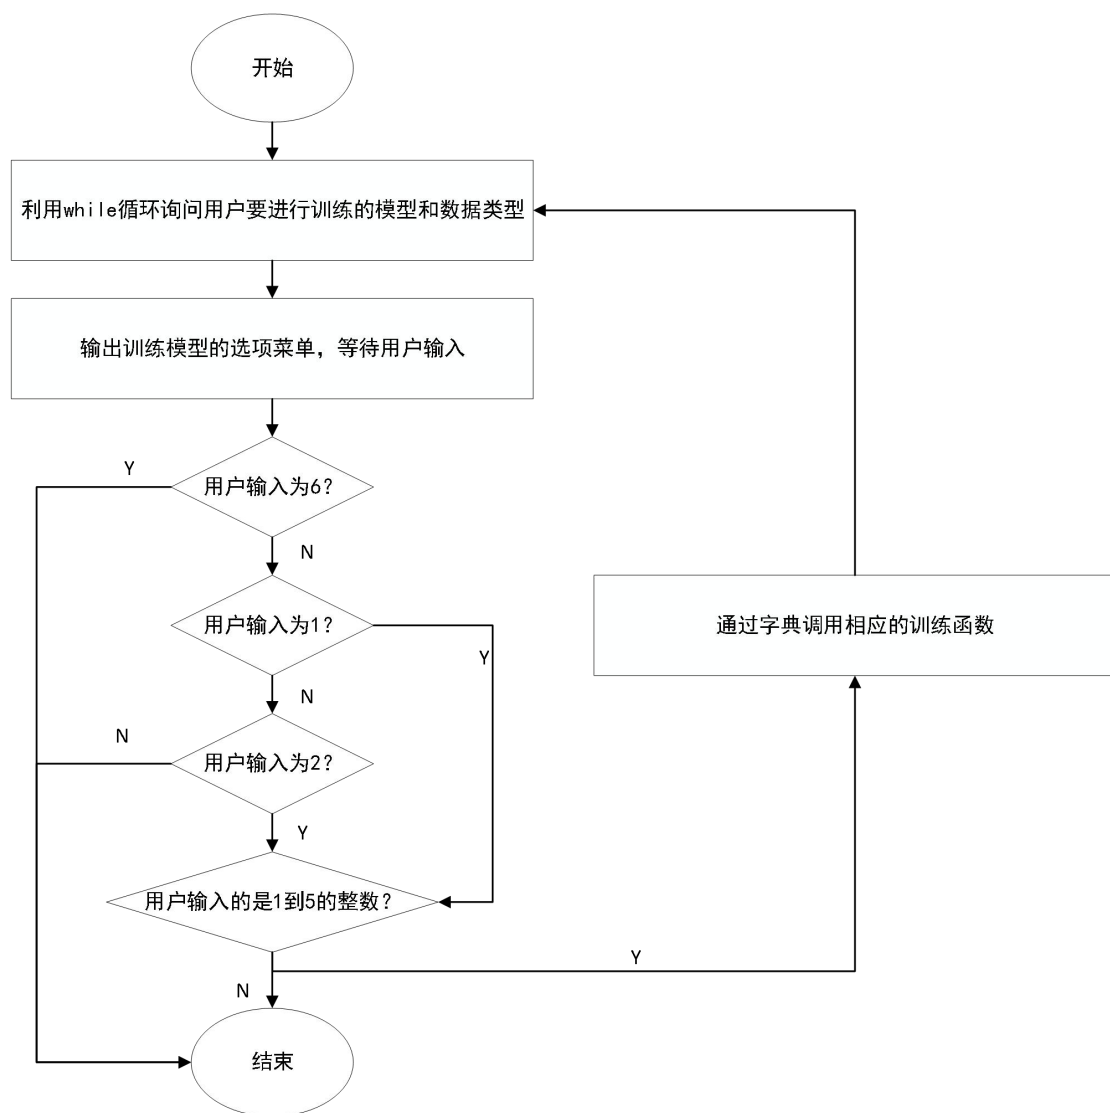 开始
利用while循环询问用户要进行训练的模型和数据类型
输出训练模型的选项菜单，等待用户输入
Y
用户输入为6?
N
用户输入为1?
通过字典调用相应的训练函数
Y
N
N
用户输入为2?
Y
用户输入的是1到5的整数?
Y
N
结束